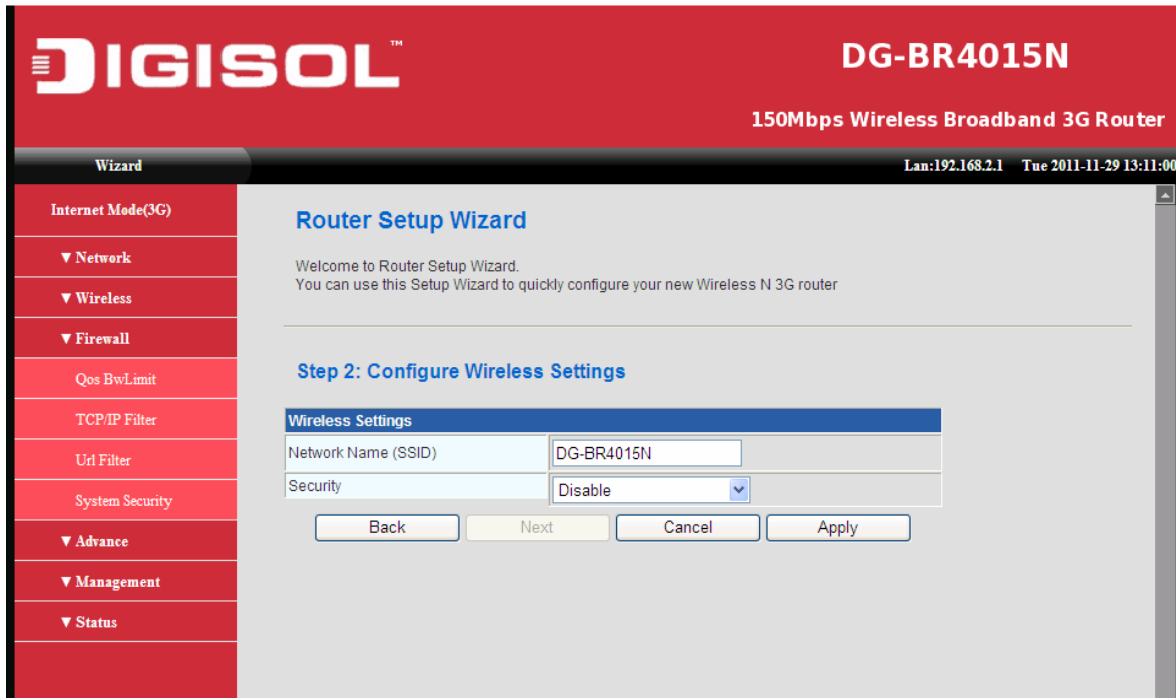 DIGISOL™
DG-BR4015N
150Mbps Wireless Broadband 3G Router
Wizard
Lan:192.168.2.1 Tue 2011-11-29 13:11:00
Internet Mode(3G)
▼ Network
▼ Wireless
▼ Firewall
Qos BwLimit
TCP/IP Filter
Url Filter
System Security
▼ Advance
▼ Management
▼ Status
Router Setup Wizard
Welcome to Router Setup Wizard.
You can use this Setup Wizard to quickly configure your new Wireless N 3G router
Step 2: Configure Wireless Settings
Wireless Settings
Network Name (SSID) DG-BR4015N
Security Disable
Back Next Cancel Apply